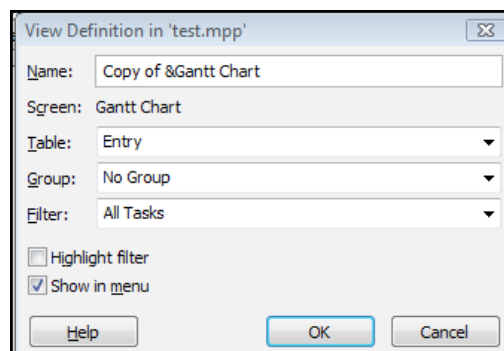 View Definition in 'test.mpp'
Name: Copy of &Gantt Chart
Screen: Gantt Chart
Table: Entry
Group: No Group
Filter: All Tasks
Highlight filter
Show in menu
Help OK Cancel